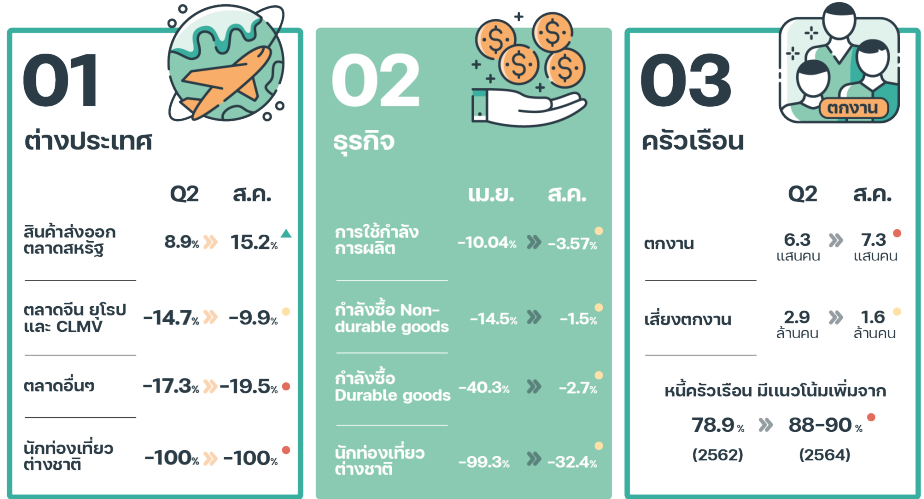 01
ต่างประเทศ
Q2 ส.ค.
สินค้าส่งออก
ตลาดสหรัฐ
8.9% 15.2%
ตลาดจีน ยุโรป
และ CLMV
-14.7% -9.9%
ตลาดอื่นๆ
-17.3% -19.5%
นักท่องเที่ยว
ต่างชาติ
-100% -100%
02
ธุรกิจ
เม.ย. ส.ค.
การใช้กำลัง
การผลิต
-10.04% -3.57%
กำลังซื้อ Non-
durable goods
-14.5% -1.5%
กำลังซื้อ
Durable goods
-40.3% -2.7%
นักท่องเที่ยว
ต่างชาติ
-99.3% -32.4%
ตกงาน
03
ครัวเรือน
Q2 ส.ค.
ตกงาน
6.3 7.3
แสนคน แสนคน
เสี่ยงตกงาน
2.9 1.6
ล้านคน ล้านคน
หนี้ครัวเรือน มีแนวโน้มเพิ่มจาก
78.9% 88-90%
(2562) (2564)